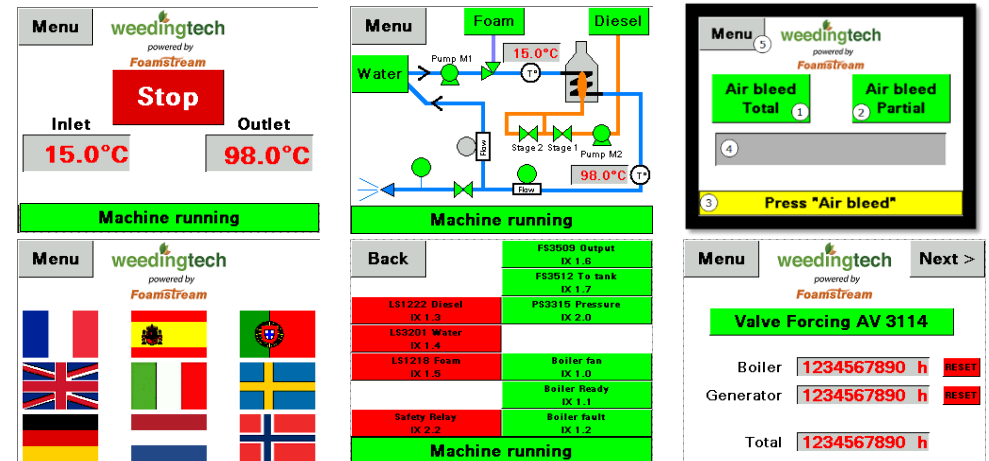 Menu
weedingtech
powered by
Foamstream
Stop
Inlet
Outlet
15.0°C
98.0°C
Machine running
Menu
Foam
Diesel
Water
Pump M1
15.0°C
T°
Flow
Stage 2
Stage 1
Pump M2
98.0°C
T°
Flow
Machine running
Menu
5
weedingtech
powered by
Foamstream
Air bleed
Total
1
Air bleed
Partial
2
4
3
Press "Air bleed"
Menu
weedingtech
powered by
Foamstream
Back
FS3509 Output
IX 1.6
FS3512 To tank
IX 1.7
LS1222 Diesel
IX 1.3
PS3315 Pressure
IX 2.0
LS3201 Water
IX 1.4
LS1218 Foam
IX 1.5
Boiler fan
IX 1.0
Boiler Ready
IX 1.1
Safety Relay
IX 2.2
Boiler fault
IX 1.2
Machine running
Menu
weedingtech
powered by
Foamstream
Next >
Valve Forcing AV 3114
Boiler 1234567890 h RESET
Generator 1234567890 h RESET
Total 1234567890 h